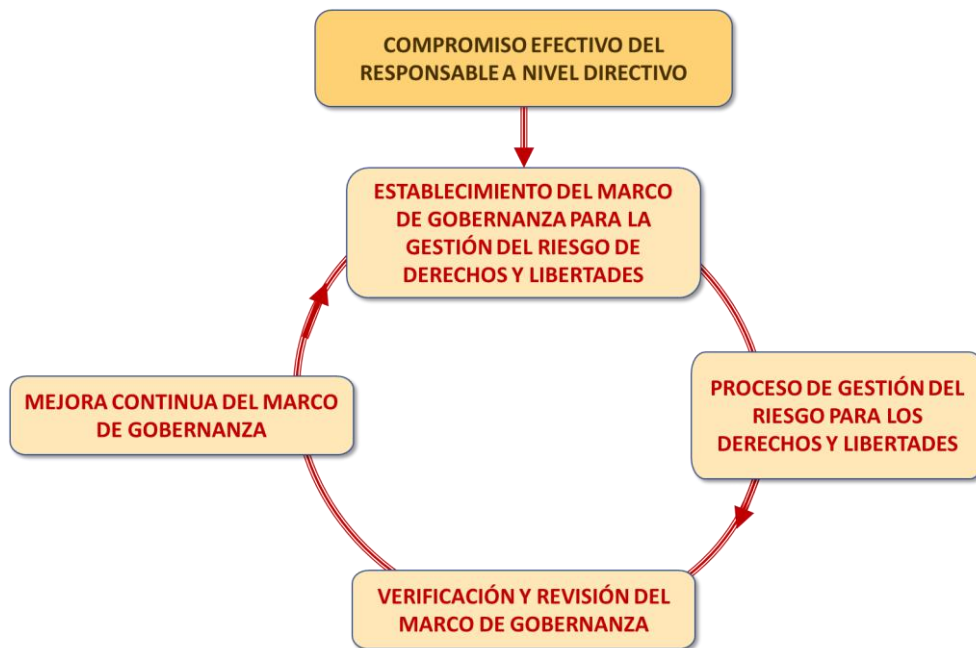 COMPROMISO EFECTIVO DEL
RESPONSABLE A NIVEL DIRECTIVO
ESTABLECIMIENTO DEL MARCO
DE GOBERNANZA PARA LA
GESTIÓN DEL RIESGO DE
DERECHOS Y LIBERTADES
PROCESO DE GESTIÓN DEL
RIESGO PARA LOS
DERECHOS Y LIBERTADES
VERIFICACIÓN Y REVISIÓN DEL
MARCO DE GOBERNANZA
MEJORA CONTINUA DEL MARCO
DE GOBERNANZA